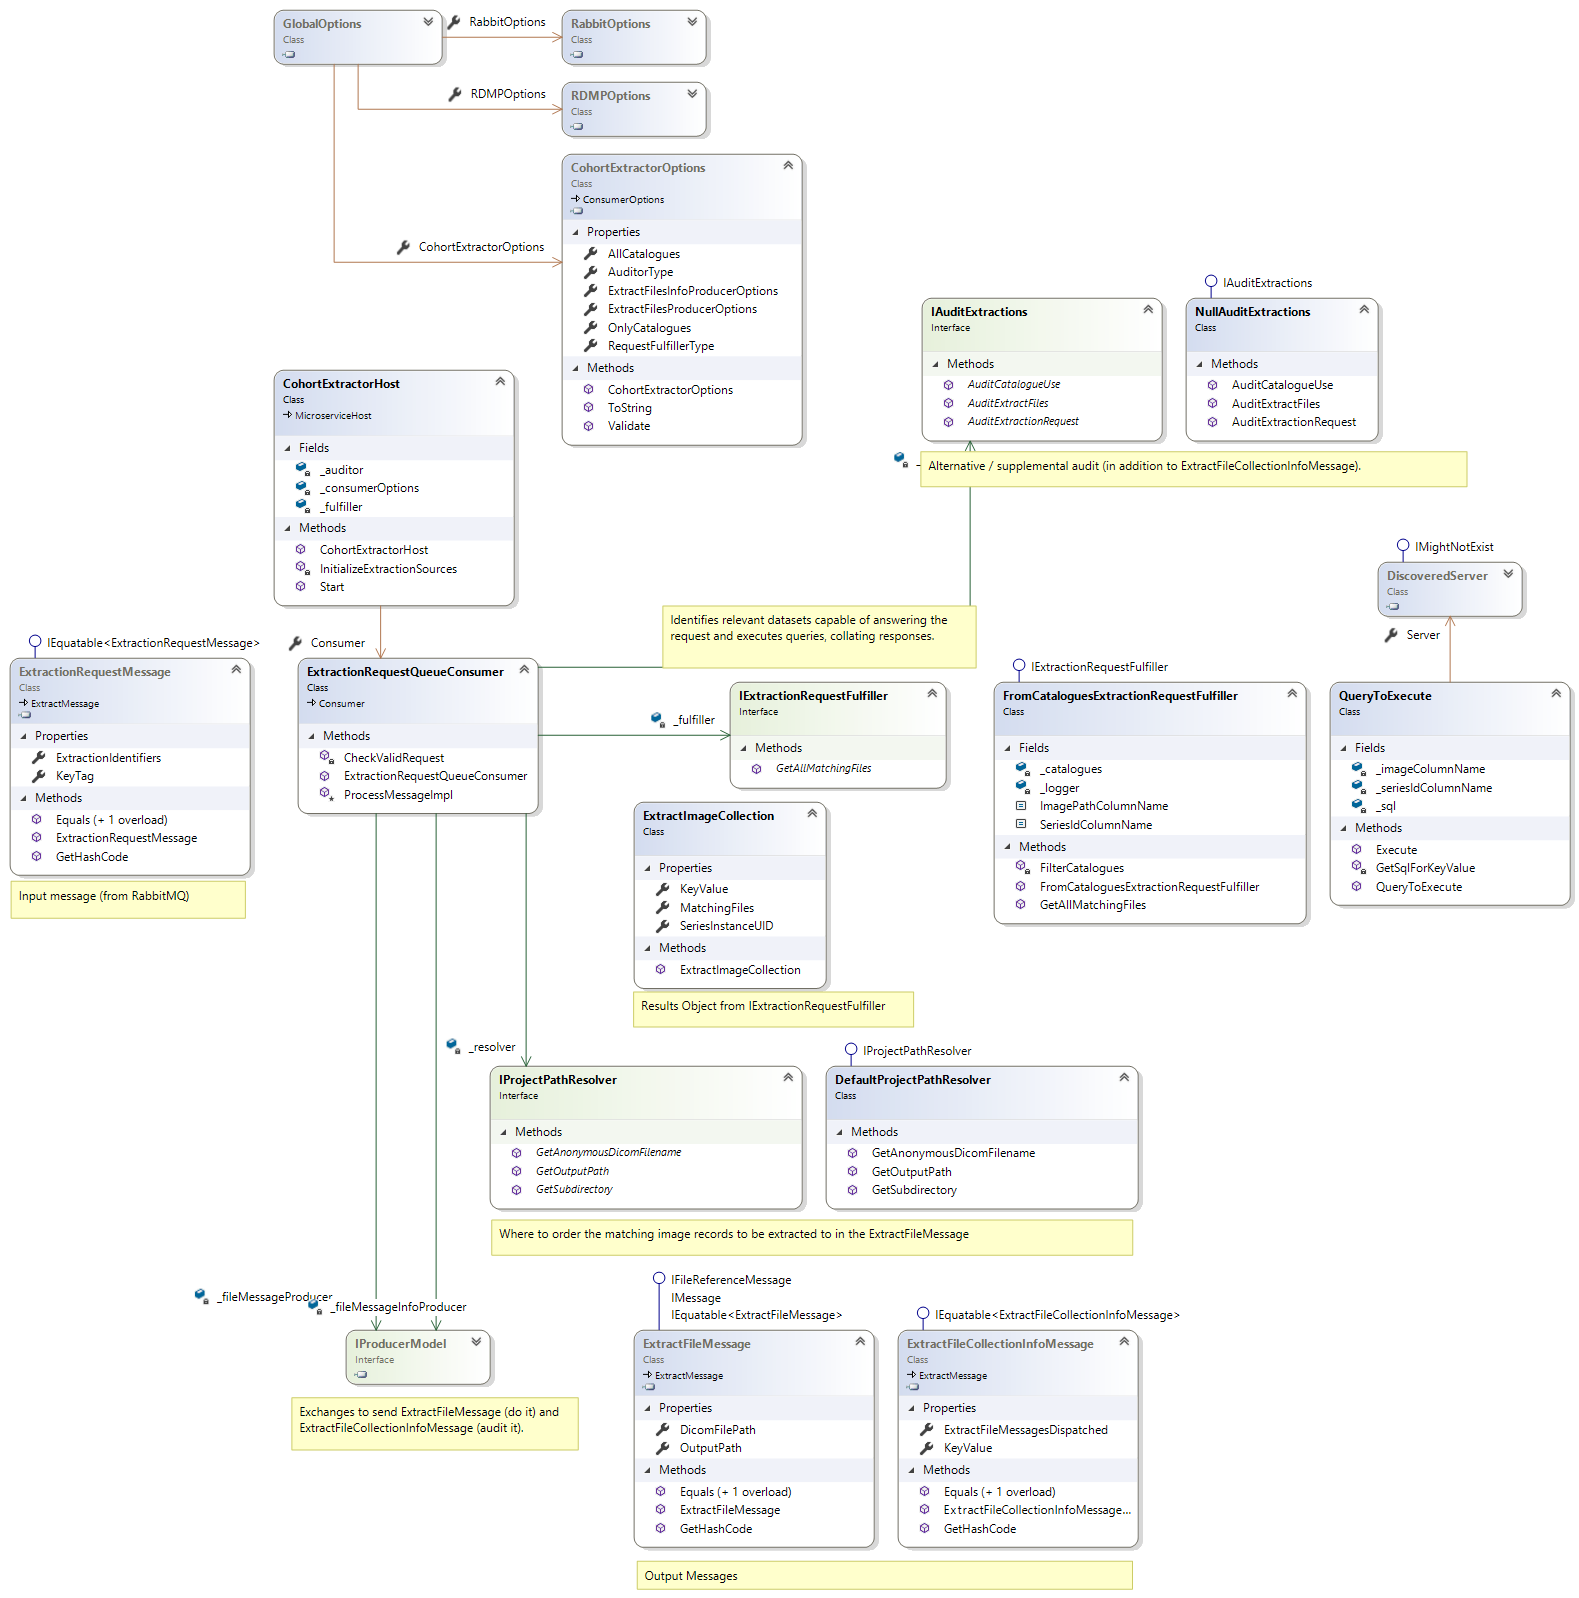 GlobalOptions
Class
RabbitOptions
RabbitOptions
Class
RDMPOptions
RDMPOptions
Class
CohortExtractorOptions
CohortExtractorOptions
Class
ConsumerOptions
Properties
AllCatalogues
AuditorType
ExtractFilesInfoProducerOptions
ExtractFilesProducerOptions
OnlyCatalogues
RequestFulfillerType
Methods
CohortExtractorOptions
ToString
Validate
IAuditExtractions
Interface
Methods
AuditCatalogueUse
AuditExtractFiles
AuditExtractionRequest
IAuditExtractions
NullAuditExtractions
Class
Methods
AuditCatalogueUse
AuditExtractFiles
AuditExtractionRequest
Alternative / supplemental audit (in addition to ExtractFileCollectionInfoMessage).
CohortExtractorHost
Class
MicroserviceHost
Fields
_auditor
_consumerOptions
_fulfiller
Methods
CohortExtractorHost
InitializeExtractionSources
Start
Consumer
IEquatable<ExtractionRequestMessage>
ExtractionRequestMessage
Class
ExtractMessage
Properties
ExtractionIdentifiers
KeyTag
Methods
Equals (+ 1 overload)
ExtractionRequestMessage
GetHashCode
Input message (from RabbitMQ)
ExtractionRequestQueueConsumer
Class
Consumer
Methods
CheckValidRequest
ExtractionRequestQueueConsumer
ProcessMessageImpl
Identifies relevant datasets capable of answering the
request and executes queries, collating responses.
_fulfiller
IExtractionRequestFulfiller
Interface
Methods
GetAllMatchingFiles
IExtractionRequestFulfiller
FromCataloguesExtractionRequestFulfiller
Class
Fields
_catalogues
_logger
ImagePathColumnName
SeriesIdColumnName
Methods
FilterCatalogues
FromCataloguesExtractionRequestFulfiller
GetAllMatchingFiles
IMightNotExist
DiscoveredServer
Class
Server
QueryToExecute
Class
Fields
_imageColumnName
_seriesIdColumnName
_sql
Methods
Execute
GetSqlForKeyValue
QueryToExecute
ExtractImageCollection
Class
Properties
KeyValue
MatchingFiles
SeriesInstanceUID
Methods
ExtractImageCollection
Results Object from IExtractionRequestFulfiller
_resolver
IProjectPathResolver
Interface
Methods
GetAnonymousDicomFilename
GetOutputPath
GetSubdirectory
IProjectPathResolver
DefaultProjectPathResolver
Class
Methods
GetAnonymousDicomFilename
GetOutputPath
GetSubdirectory
Where to order the matching image records to be extracted to in the ExtractFileMessage
_fileMessageProducer
_fileMessageInfoProducer
IProducerModel
Interface
Exchanges to send ExtractFileMessage (do it) and
ExtractFileCollectionInfoMessage (audit it).
IFileReferenceMessage
IMessage
IEquatable<ExtractFileMessage>
ExtractFileMessage
Class
ExtractMessage
Properties
DicomFilePath
OutputPath
Methods
Equals (+ 1 overload)
ExtractFileMessage
GetHashCode
IEquatable<ExtractFileCollectionInfoMessage>
ExtractFileCollectionInfoMessage
Class
ExtractMessage
Properties
ExtractFileMessagesDispatched
KeyValue
Methods
Equals (+ 1 overload)
ExtractFileCollectionInfoMessage...
GetHashCode
Output Messages